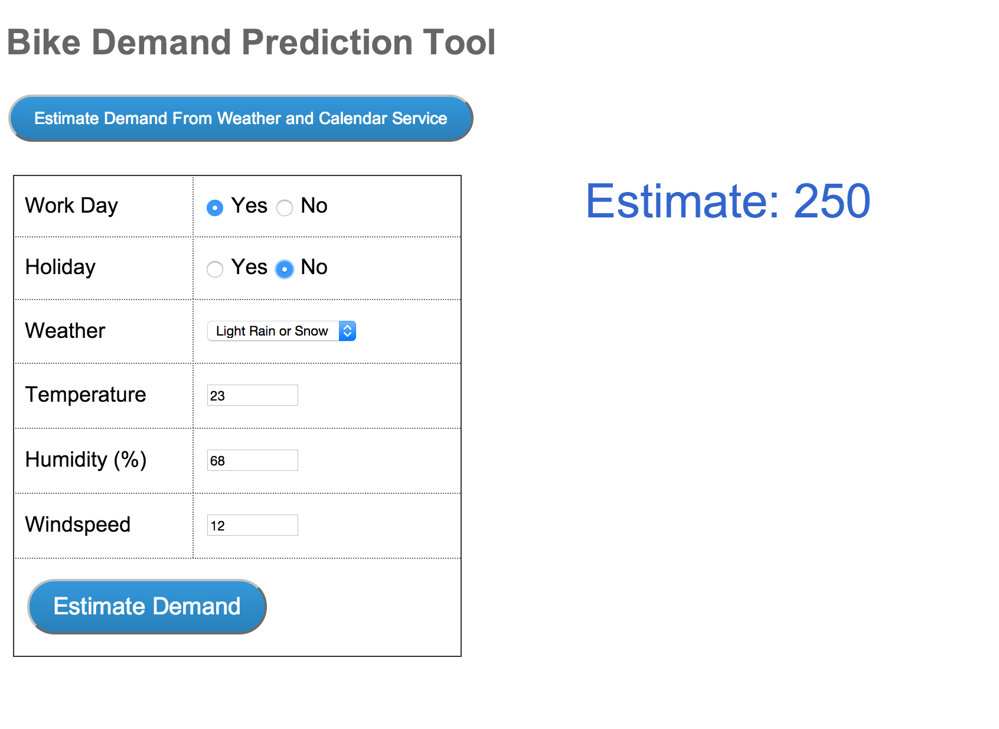 Bike Demand Prediction Tool
Estimate Demand From Weather and Calendar Service
Work Day Yes No
Estimate: 250
Holiday Yes No
Weather Light Rain or Snow
Temperature 23
Humidity (%) 68
Windspeed 12
Estimate Demand